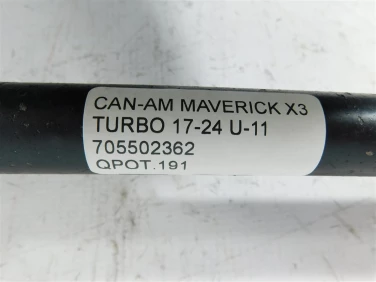 CAN-AM MAVERICK X3
TURBO 17-24 U-11
705502362
QPOT.191